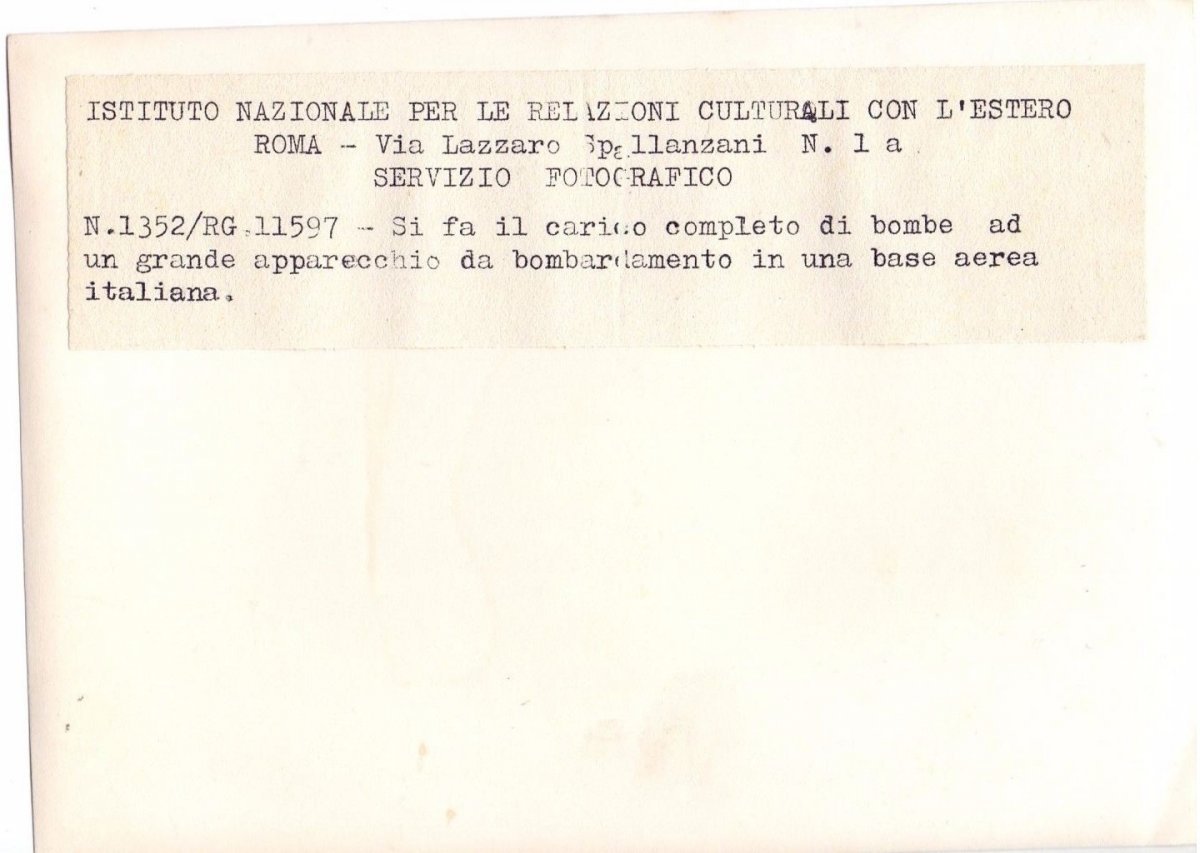 ISTITUTO NAZIONALE PER LE RELAZIONI CULTURALI CON L'ESTERO
ROMA - Via Lazzaro Spallanzani N. 1 a
SERVIZIO FOTOGRAFICO
N.1352/RG.11597 - Si fa il carico completo di bombe ad
un grande apparecchio da bombardamento in una base aerea
italiana.